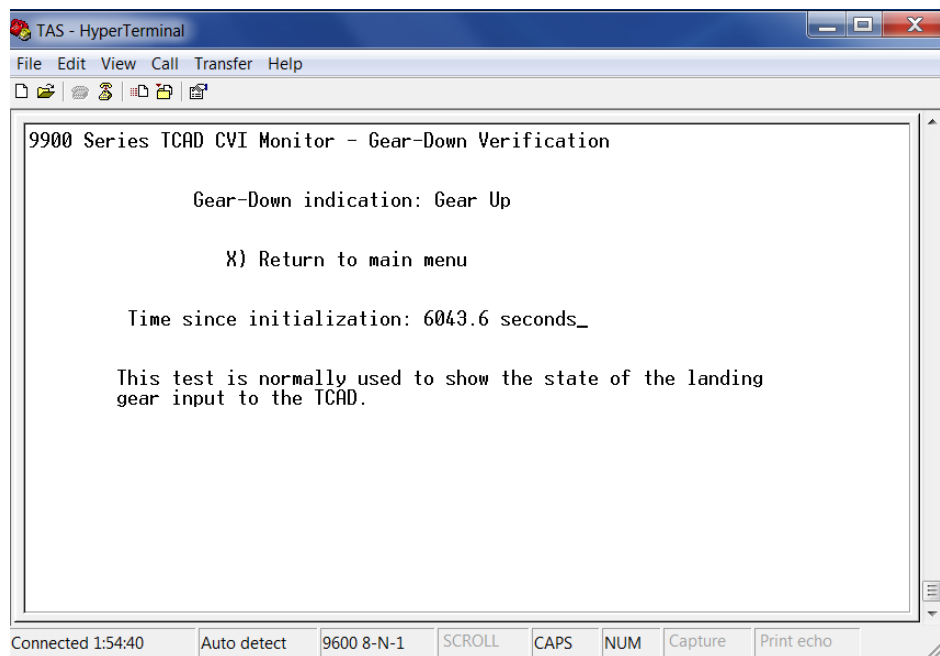 TAS - HyperTerminal
File Edit View Call Transfer Help
9900 Series TCAD CVI Monitor - Gear-Down Verification
Gear-Down indication: Gear Up
X) Return to main menu
Time since initialization: 6043.6 seconds_
This test is normally used to show the state of the landing
gear input to the TCAD.
Connected 1:54:40 Auto detect 9600 8-N-1 SCROLL CAPS NUM Capture Print echo